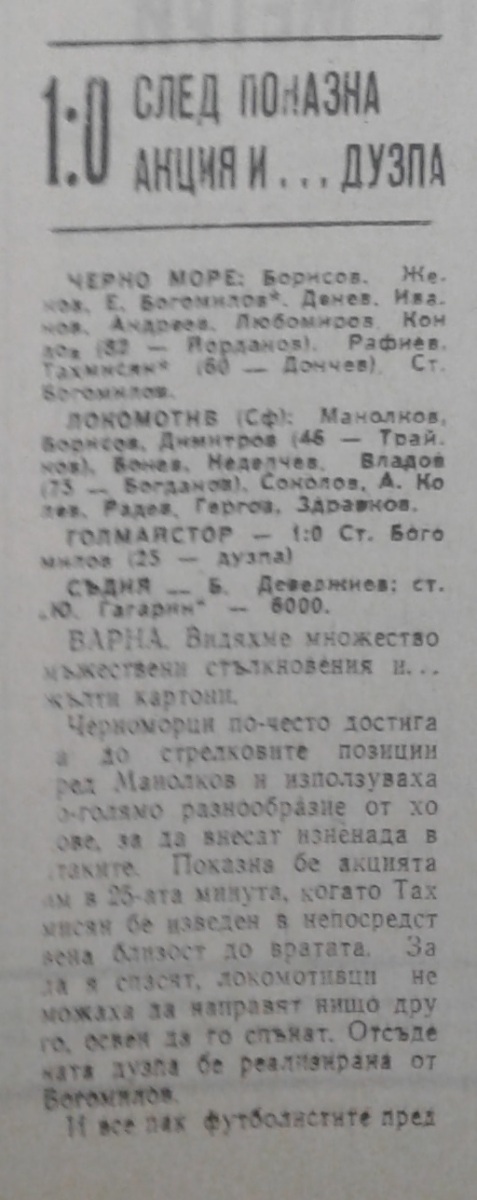 1:0 СЛЕД ПОКАЗНА
АКЦИЯ И... ДУЗПА
ЧЕРНО МОРЕ: Борисов, Же-
ков, Е. Богомилов*, Денев, Ива
нов, Андреев, Любомиров, Кон
(82 — Йорданов), Рафиев,
Тахмисян* (60 — Дончев), Ст.
Богомилов.
ЛОКОМОТИВ (Сф): Манолков,
Борисов, Димитров (46 — Трай
ков), Бонев, Неделчев, Владов
(75 — Богданов), Соколов, А. Ко
лев, Радев, Гергов, Здравков.
ГОЛМАЙСТОР — 1:0 Ст. Бого
милов (25 — дузпа)
СЪДИЯ — Б. ст.
„Ю. Гагарин" — 6000.
ВАРНА. Видяхме множество
мъжествени стълкновения и...
жълти картони.
Черноморци по-често достига
а до стрелковите позиции
ред Манолков и използуваха
о-голямо разнообразие от хо
ове, за да внесат изненада в
таките. Показна бе акцията
им в 25-ата минута, когато Тах
мисян бе изведен в непосредст
вена близост до вратата. За
да я спасят, локомотивци не
можаха да направят нищо дру
го, освен да го спънат. Отсъде
ната дузпа бе реализирана от
Богомилов.
И все пак футболистите пред